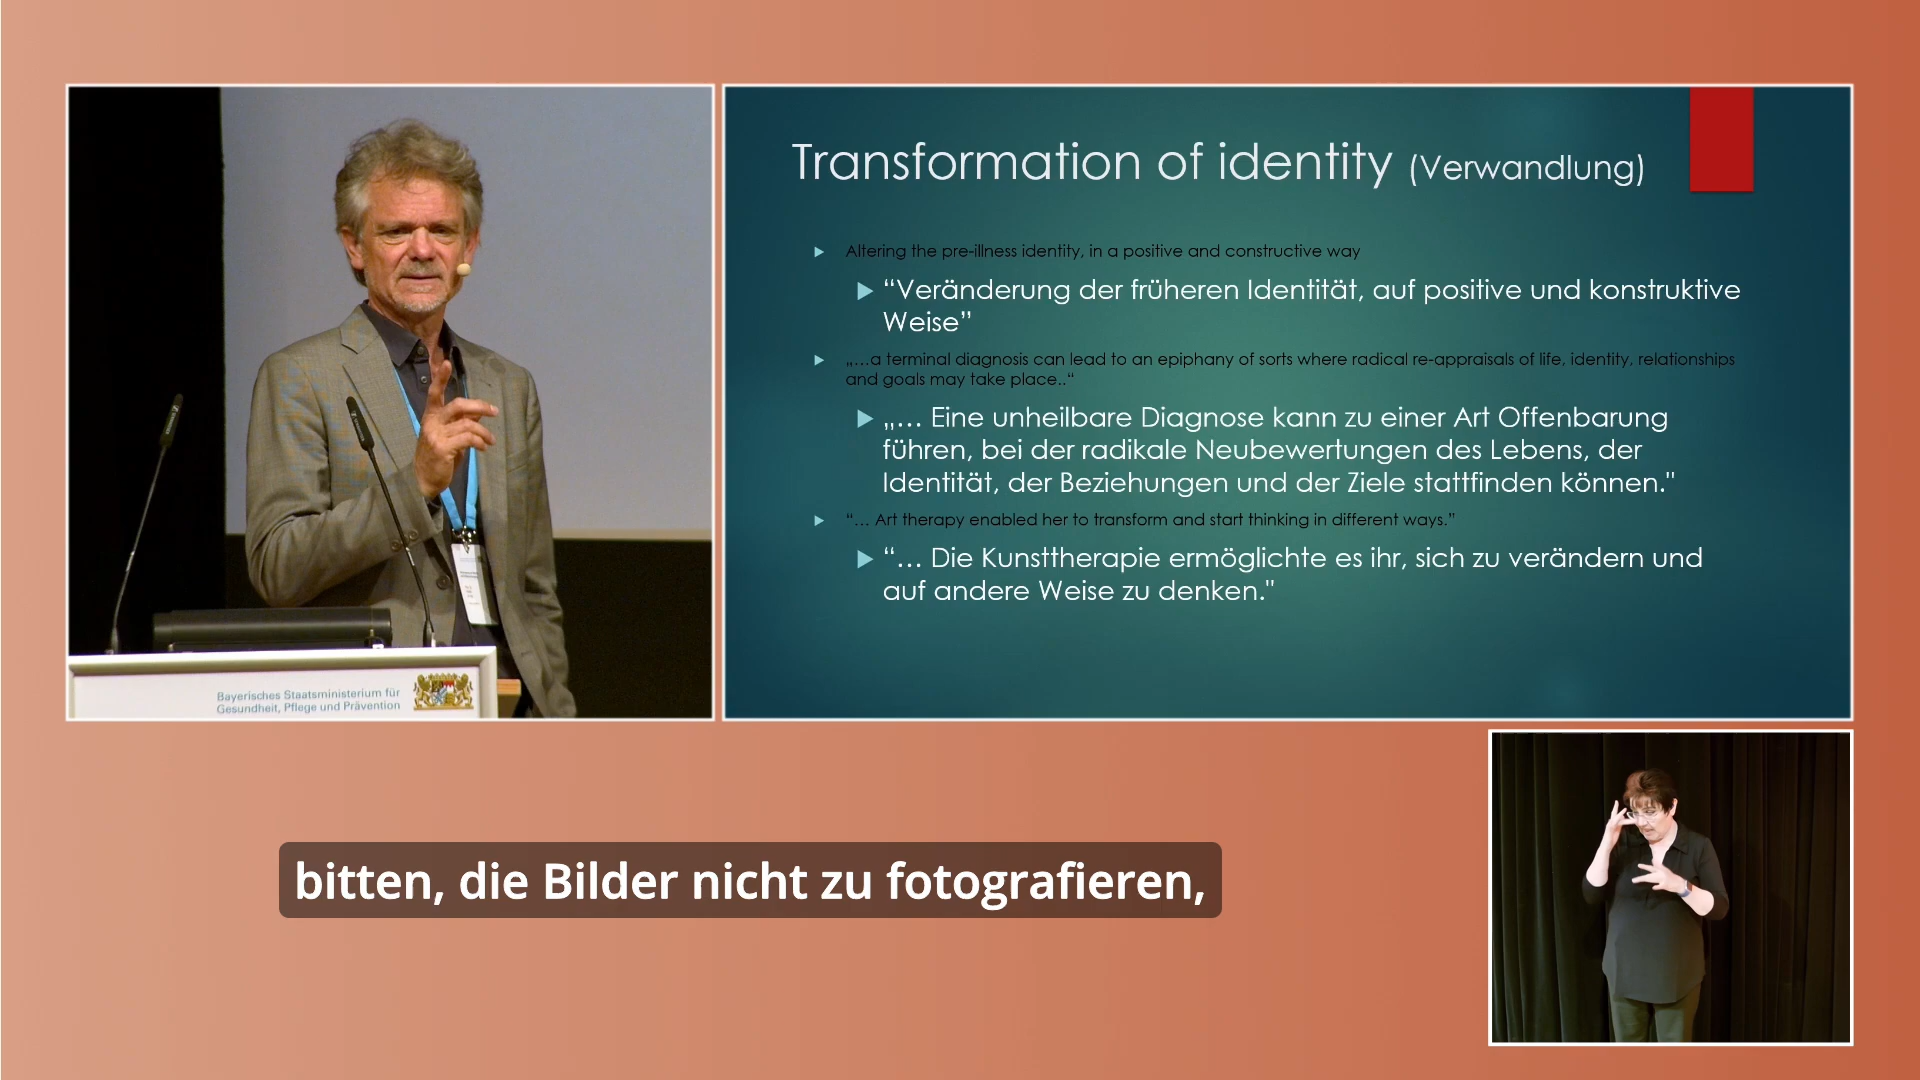 Transformation of identity (Verwandlung)
Altering the pre-illness identity, in a positive and constructive way
“Veränderung der früheren Identität, auf positive und konstruktive
Weise”
„…a terminal diagnosis can lead to an epiphany of sorts where radical re-appraisals of life, identity, relationships
and goals may take place..“
„… Eine unheilbare Diagnose kann zu einer Art Offenbarung
führen, bei der radikale Neubewertungen des Lebens, der
Identität, der Beziehungen und der Ziele stattfinden können."
“… Art therapy enabled her to transform and start thinking in different ways.”
“… Die Kunsttherapie ermöglichte es ihr, sich zu verändern und
auf andere Weise zu denken."
Bayerisches Staatsministerium für
Gesundheit, Pflege und Prävention
bitten, die Bilder nicht zu fotografieren,